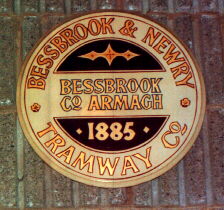 BESSBROOK & NEWRY
BESSBROOK
CO ARMAGH
· 1885 ·
TRAMWAY CO